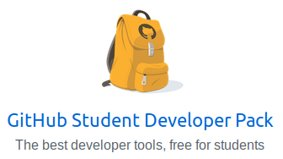 GitHub Student Developer Pack
The best developer tools, free for students